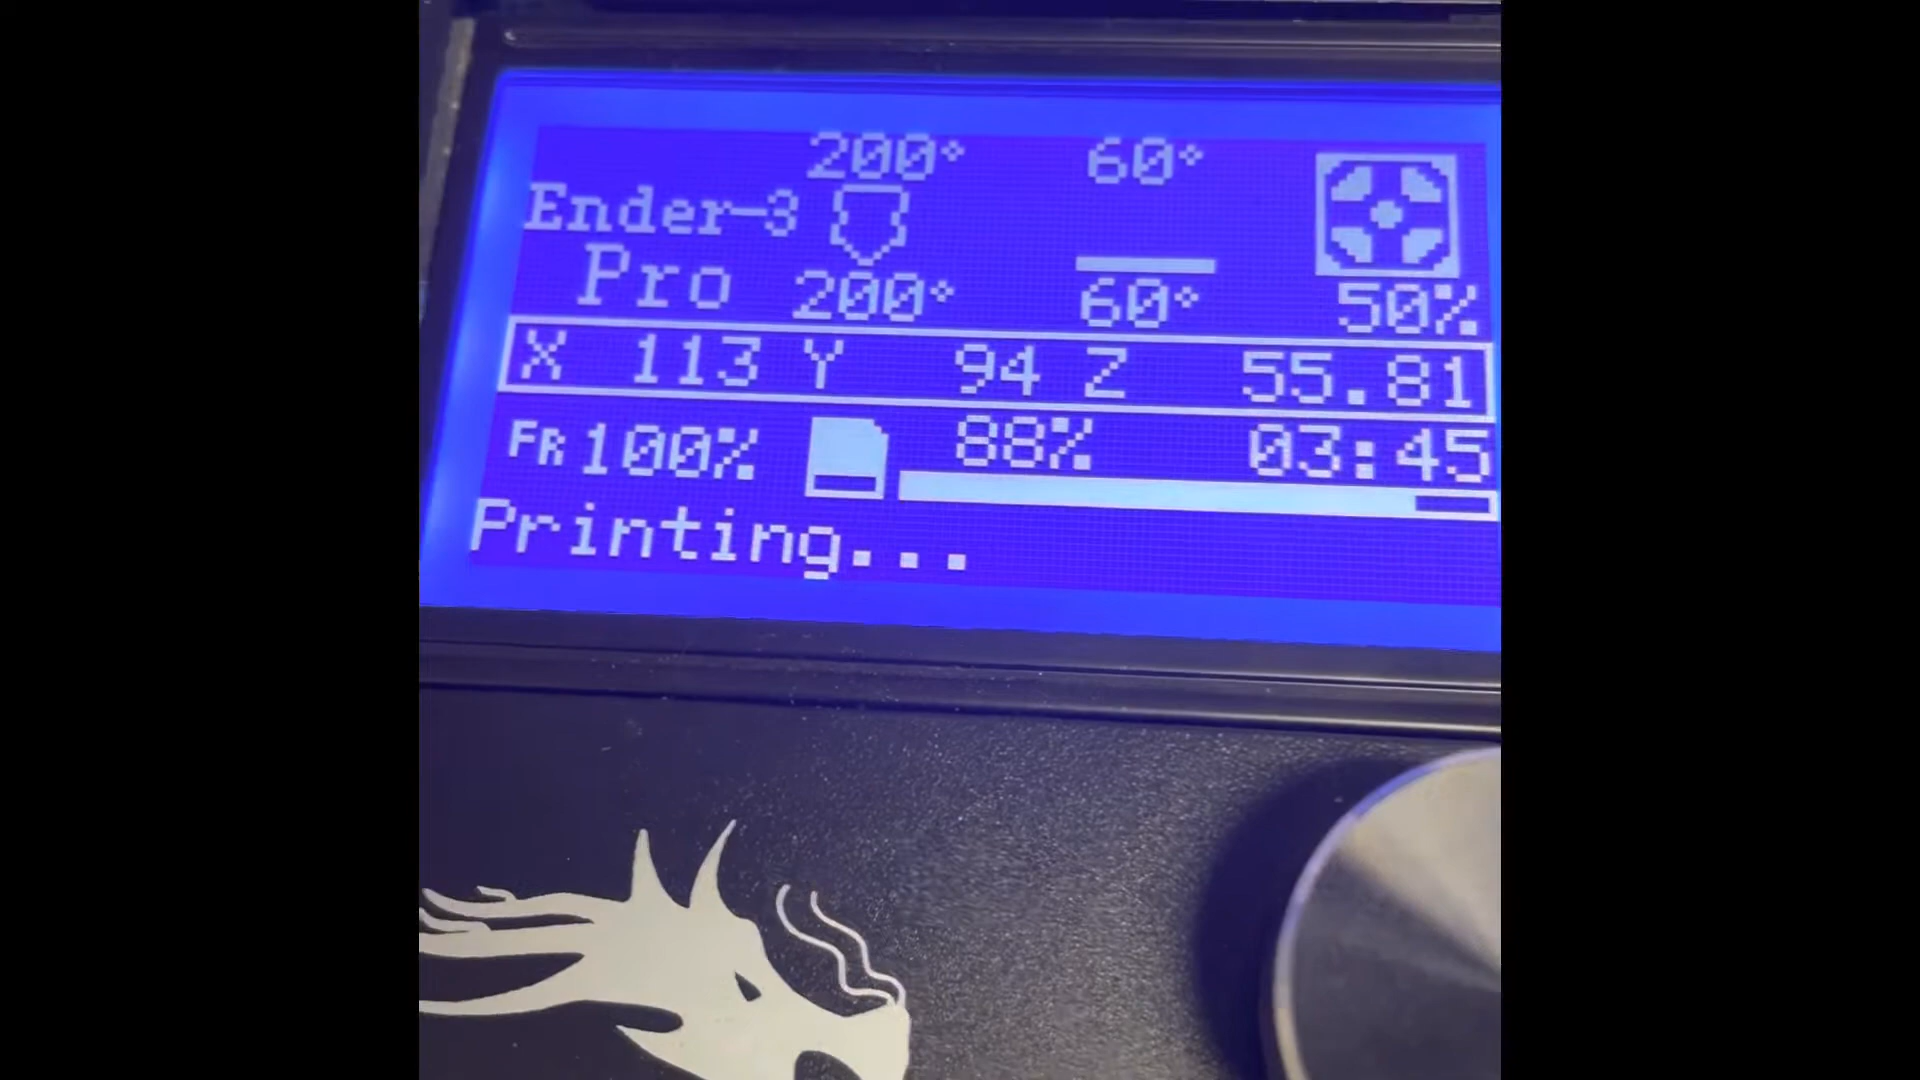 200° 60°
Ender-3
Pro 200° 60° 50%
X 113 Y 94 Z 55.81
FR 100% 88% 03:45
Printing...